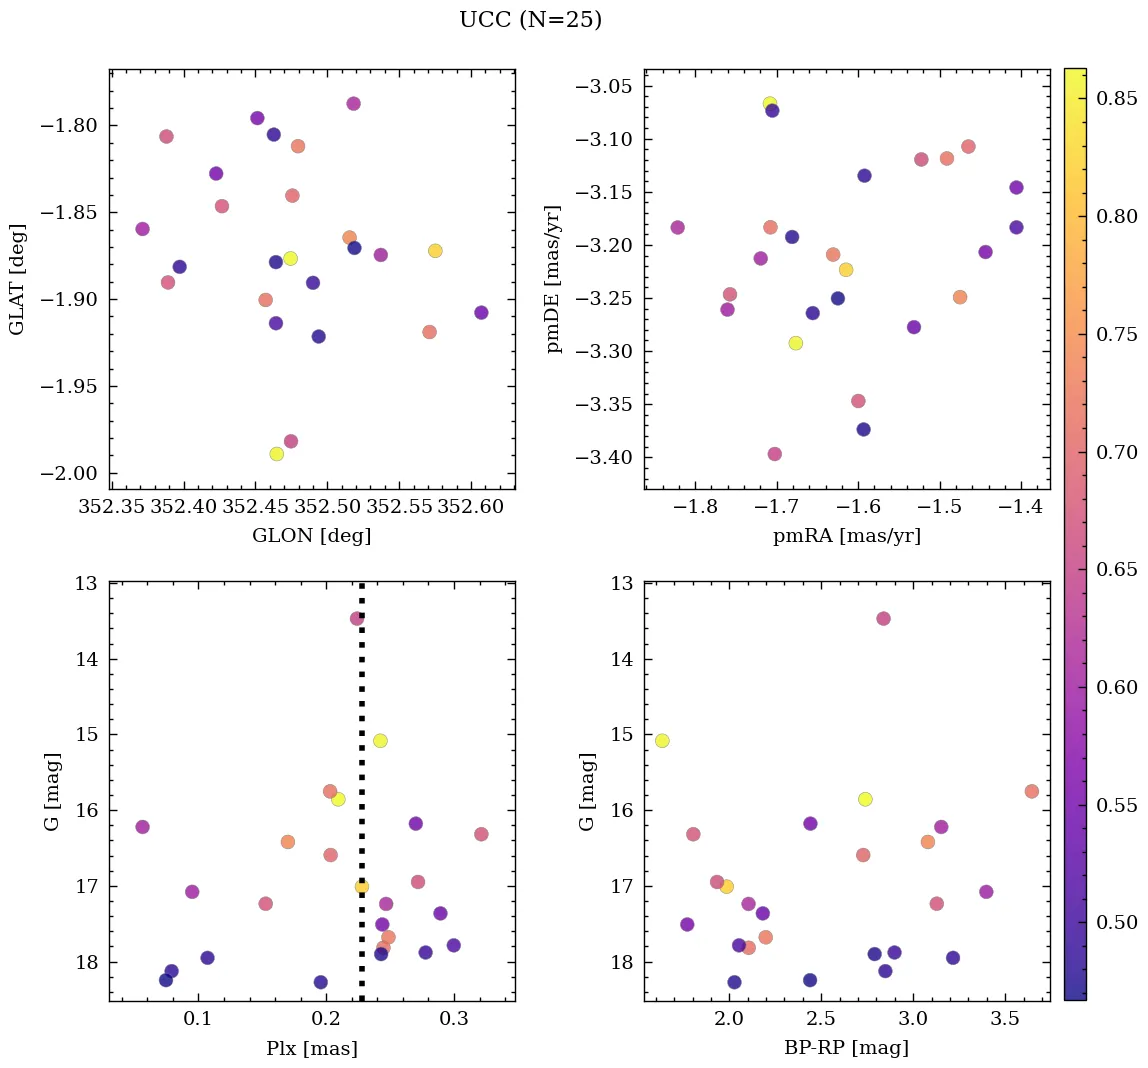 UCC (N=25)
−1.80
−1.85
−1.90
−1.95
−2.00
GLAT [deg]
352.35 352.40 352.45 352.50 352.55 352.60
GLON [deg]
−3.05
−3.10
−3.15
−3.20
−3.25
−3.30
−3.35
−3.40
pmDE [mas/yr]
−1.8 −1.7 −1.6 −1.5 −1.4
pmRA [mas/yr]
0.85
0.80
0.75
0.70
0.65
0.60
0.55
0.50
13
14
15
16
17
18
G [mag]
0.1 0.2 0.3
Plx [mas]
13
14
15
16
17
18
G [mag]
2.0 2.5 3.0 3.5
BP-RP [mag]